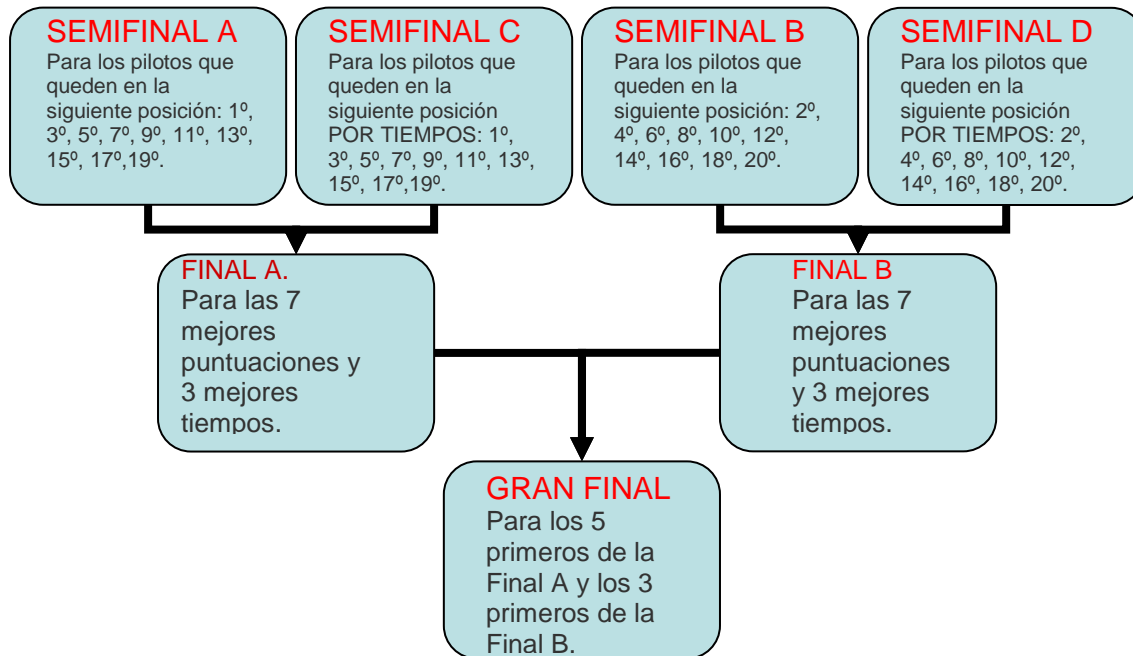 SEMIFINAL A
Para los pilotos que
queden en la
siguiente posición: 1º,
3º, 5º, 7º, 9º, 11º, 13º,
15º, 17º,19º.
SEMIFINAL C
Para los pilotos que
queden en la
siguiente posición
POR TIEMPOS: 1º,
3º, 5º, 7º, 9º, 11º, 13º,
15º, 17º,19º.
SEMIFINAL B
Para los pilotos que
queden en la
siguiente posición: 2º,
4º, 6º, 8º, 10º, 12º,
14º, 16º, 18º, 20º.
SEMIFINAL D
Para los pilotos que
queden en la
siguiente posición
POR TIEMPOS: 2º,
4º, 6º, 8º, 10º, 12º,
14º, 16º, 18º, 20º.
FINAL A.
Para las 7
mejores
puntuaciones y
3 mejores
tiempos.
FINAL B
Para las 7
mejores
puntuaciones
y 3 mejores
tiempos.
GRAN FINAL
Para los 5
primeros de la
Final A y los 3
primeros de la
Final B.